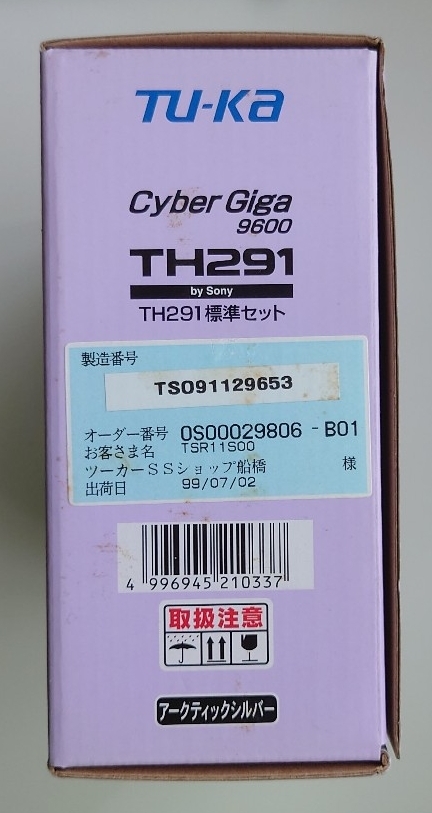 TU-Ka
Cyber Giga
9600
TH291
by Sony
TH291標準セット
製造番号
TS091129653
オーダー番号 0S00029806 -B01
お客さま名 TSR11S00
ツーカーSSショップ船橋 様
出荷日 99/07/02
4 996945 210337
取扱注意
アークティックシルバー